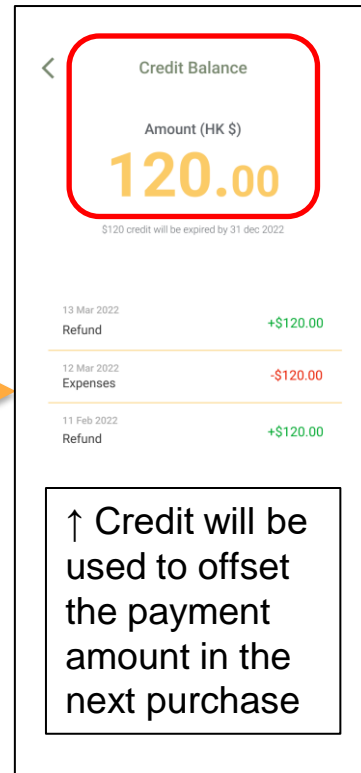 Credit Balance
Amount (HK $)
120.00
$120 credit will be expired by 31 dec 2022
13 Mar 2022
Refund
+$120.00
12 Mar 2022
Expenses
-$120.00
11 Feb 2022
Refund
+$120.00
↑ Credit will be
used to offset
the payment
amount in the
next purchase